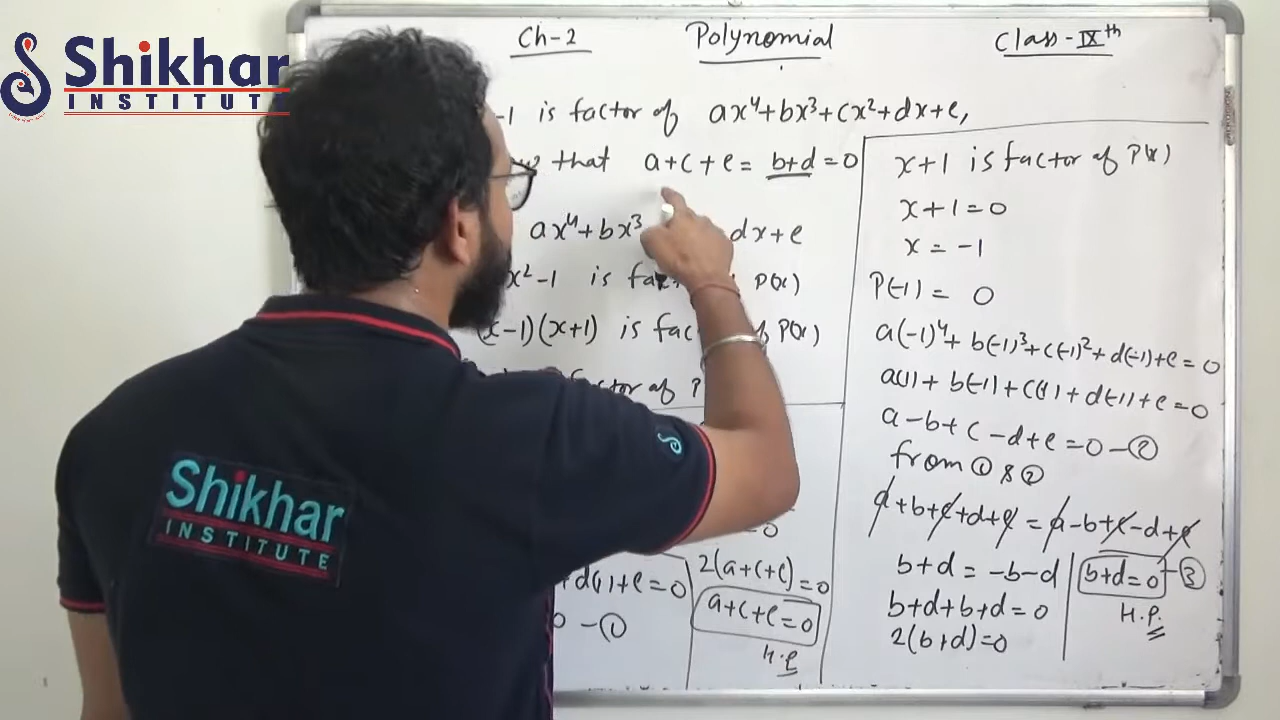 Shikhar
INSTITUTE
Ch-2 Polynomial Class-IXth
-1 is factor of ax⁴+bx³+cx²+dx+e,
that a+c+e = b+d = 0
ax⁴+bx³ dx+e
x²-1 is P(x)
(x-1)(x+1) is of P(x)
factor of P
= 0
2(a+c+e)=0
a+c+e=0
H.P
+d(1)+e=0
0 - ①
x+1 is factor of P(x)
x+1=0
x = -1
P(-1) = 0
a(-1)⁴+b(-1)³+c(-1)²+d(-1)+e=0
a(1)+b(-1)+c(1)+d(-1)+e=0
a-b+c-d+e=0-②
from ① & ②
a+b+c+d+e = a-b+c-d+e
b+d = -b-d
b+d+b+d=0
2(b+d)=0
b+d=0 -③
H.P.
Shikhar
INSTITUTE